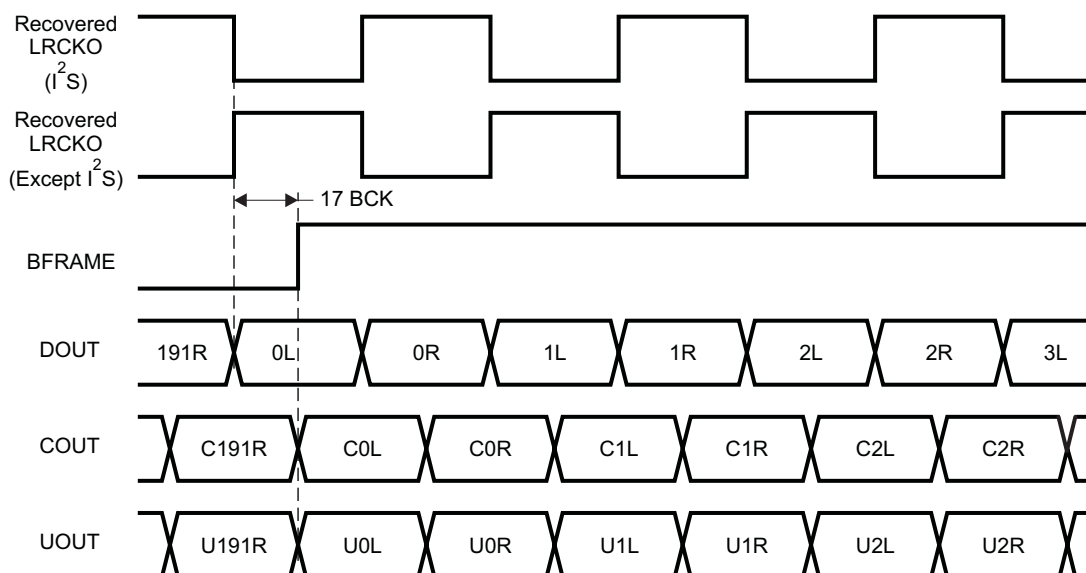 Recovered
LRCKO
(I²S)
Recovered
LRCKO
(Except I²S)
17 BCK
BFRAME
DOUT
191R 0L 0R 1L 1R 2L 2R 3L
COUT
C191R C0L C0R C1L C1R C2L C2R
UOUT
U191R U0L U0R U1L U1R U2L U2R